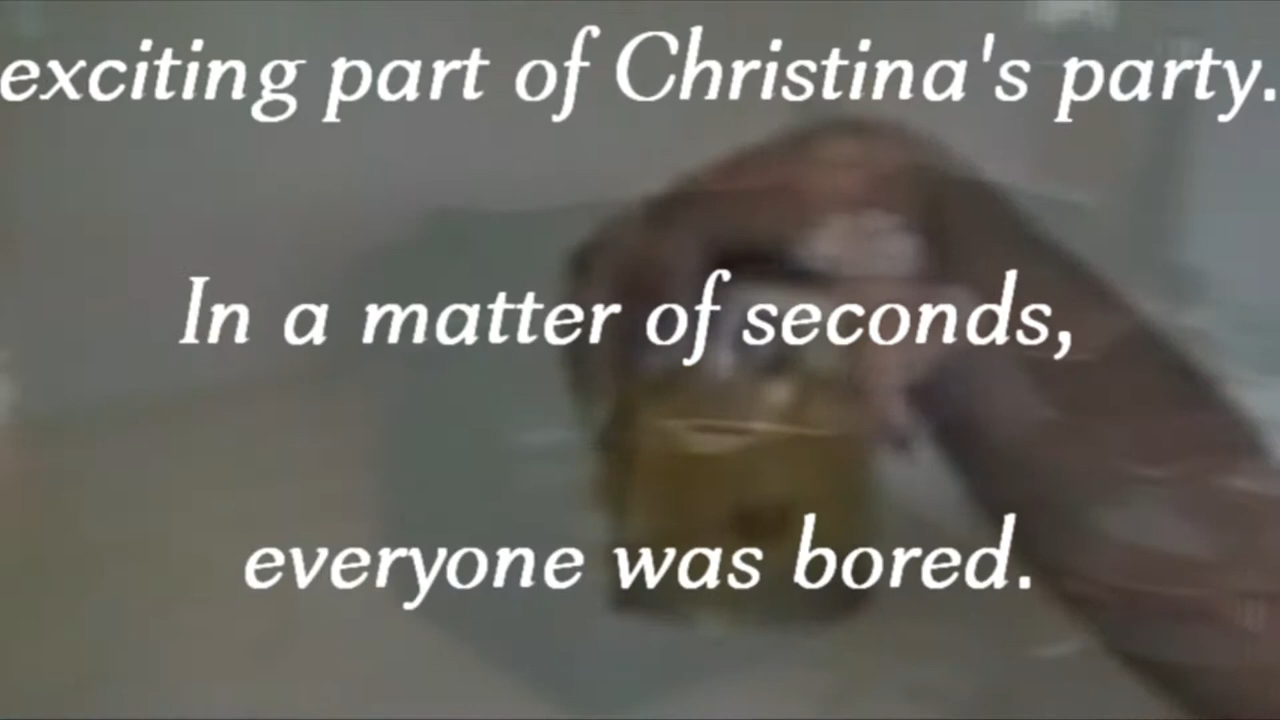 exciting part of Christina's party.
In a matter of seconds,
everyone was bored.